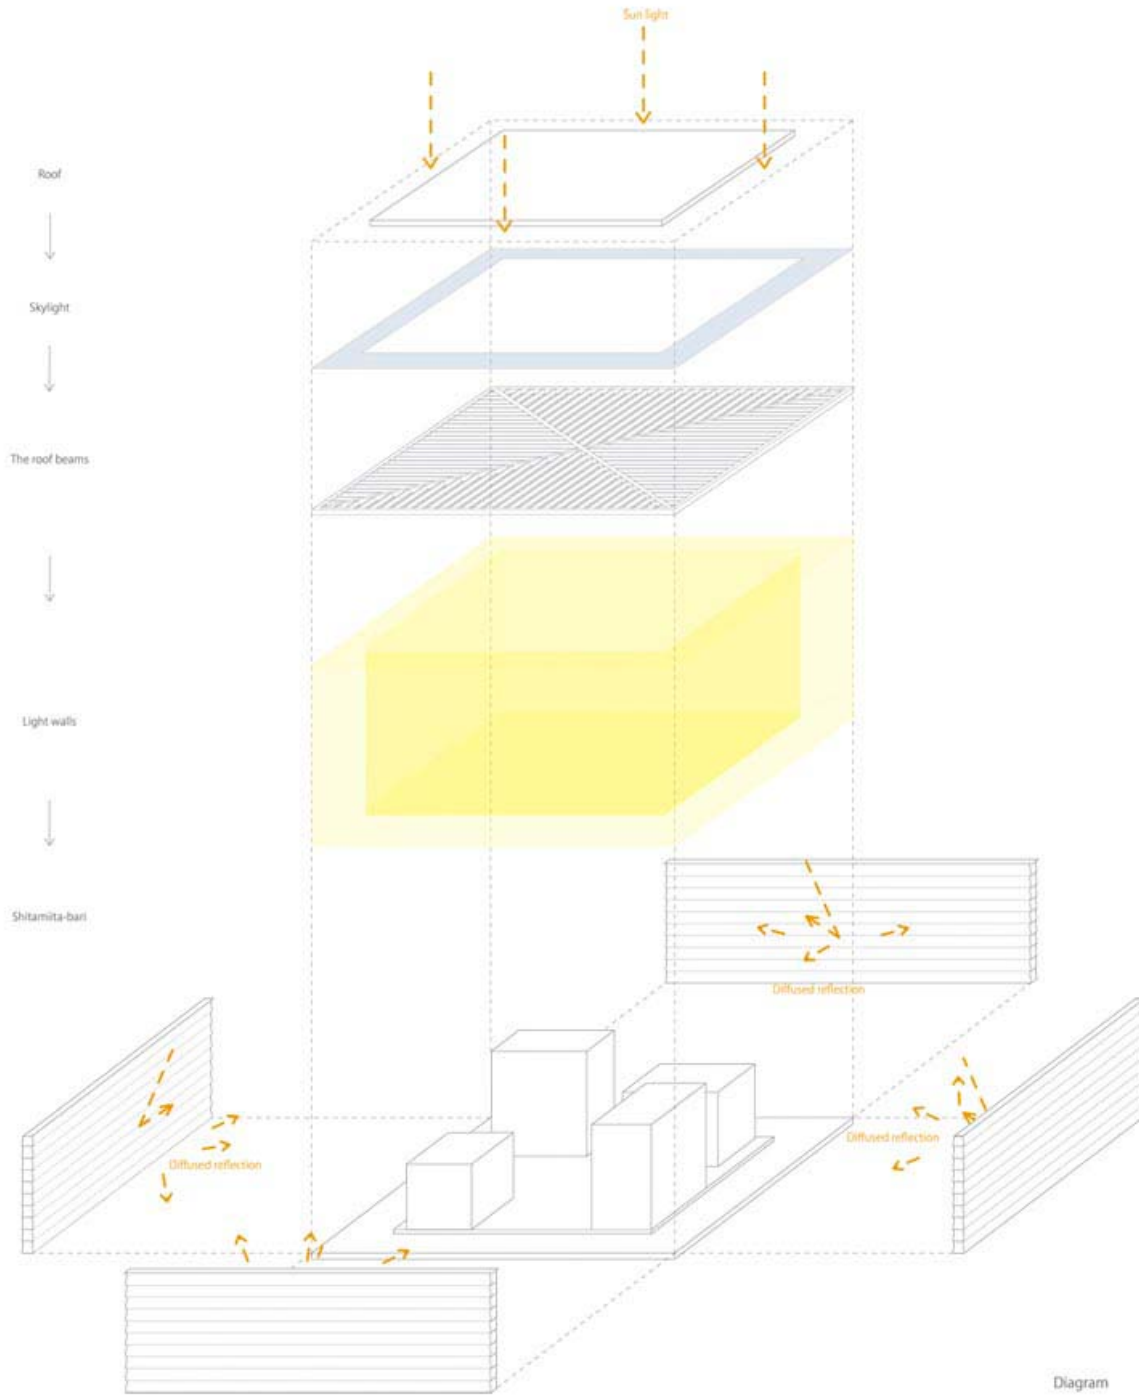 Sun light
Roof
Skylight
The roof beams
Light walls
Shitamiita-bari
Diffused reflection
Diffused reflection
Diffused reflection
Diagram